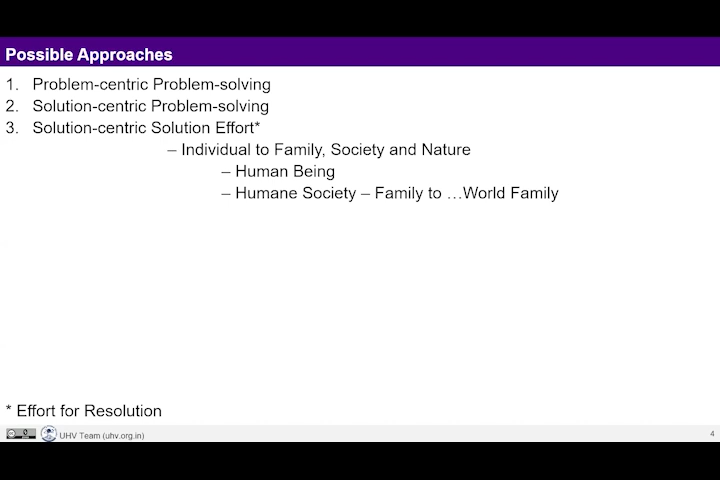 Possible Approaches
1. Problem-centric Problem-solving
2. Solution-centric Problem-solving
3. Solution-centric Solution Effort*
– Individual to Family, Society and Nature
– Human Being
– Humane Society – Family to …World Family
* Effort for Resolution
UHV Team (uhv.org.in)
4